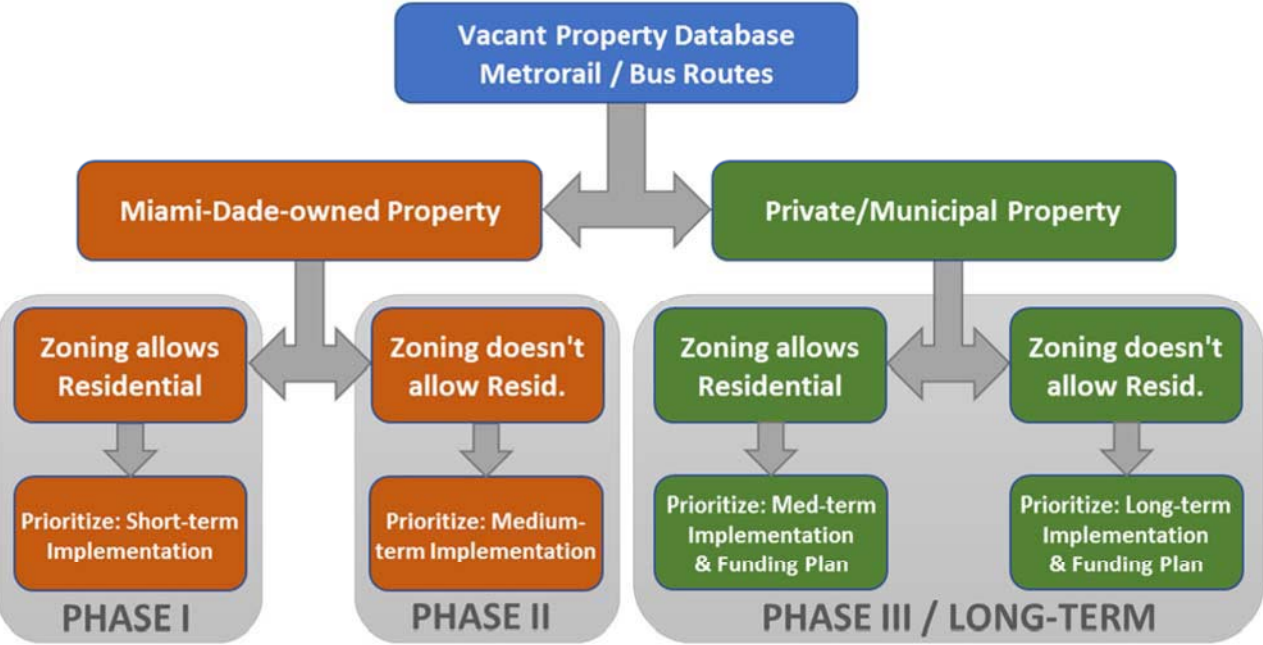 Vacant Property Database
Metrorail / Bus Routes
Miami-Dade-owned Property
Private/Municipal Property
Zoning allows
Residential
Zoning doesn't
allow Resid.
Zoning allows
Residential
Zoning doesn't
allow Resid.
Prioritize: Short-term
Implementation
Prioritize: Medium-
term Implementation
Prioritize: Med-term
Implementation
& Funding Plan
Prioritize: Long-term
Implementation
& Funding Plan
PHASE I
PHASE II
PHASE III / LONG-TERM